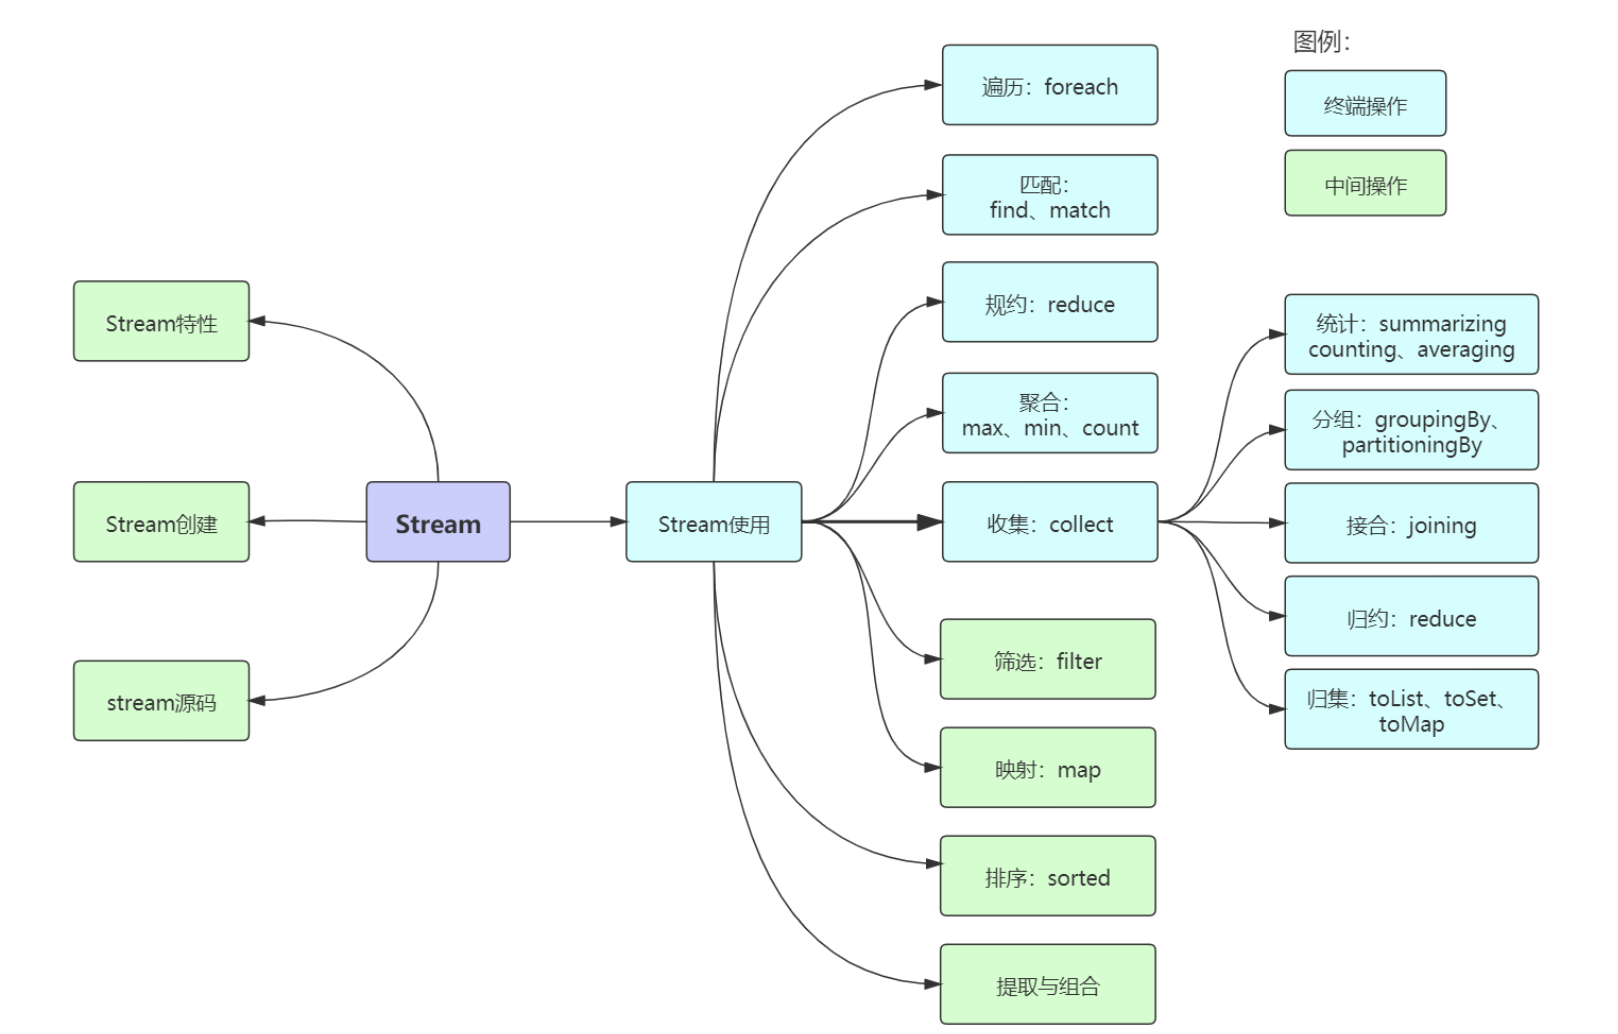 图例：
终端操作
中间操作
Stream特性
Stream创建
stream源码
Stream
Stream使用
遍历：foreach
匹配：
find、match
规约：reduce
聚合：
max、min、count
收集：collect
筛选：filter
映射：map
排序：sorted
提取与组合
统计：summarizing
counting、averaging
分组：groupingBy、
partitioningBy
接合：joining
归约：reduce
归集：toList、toSet、
toMap